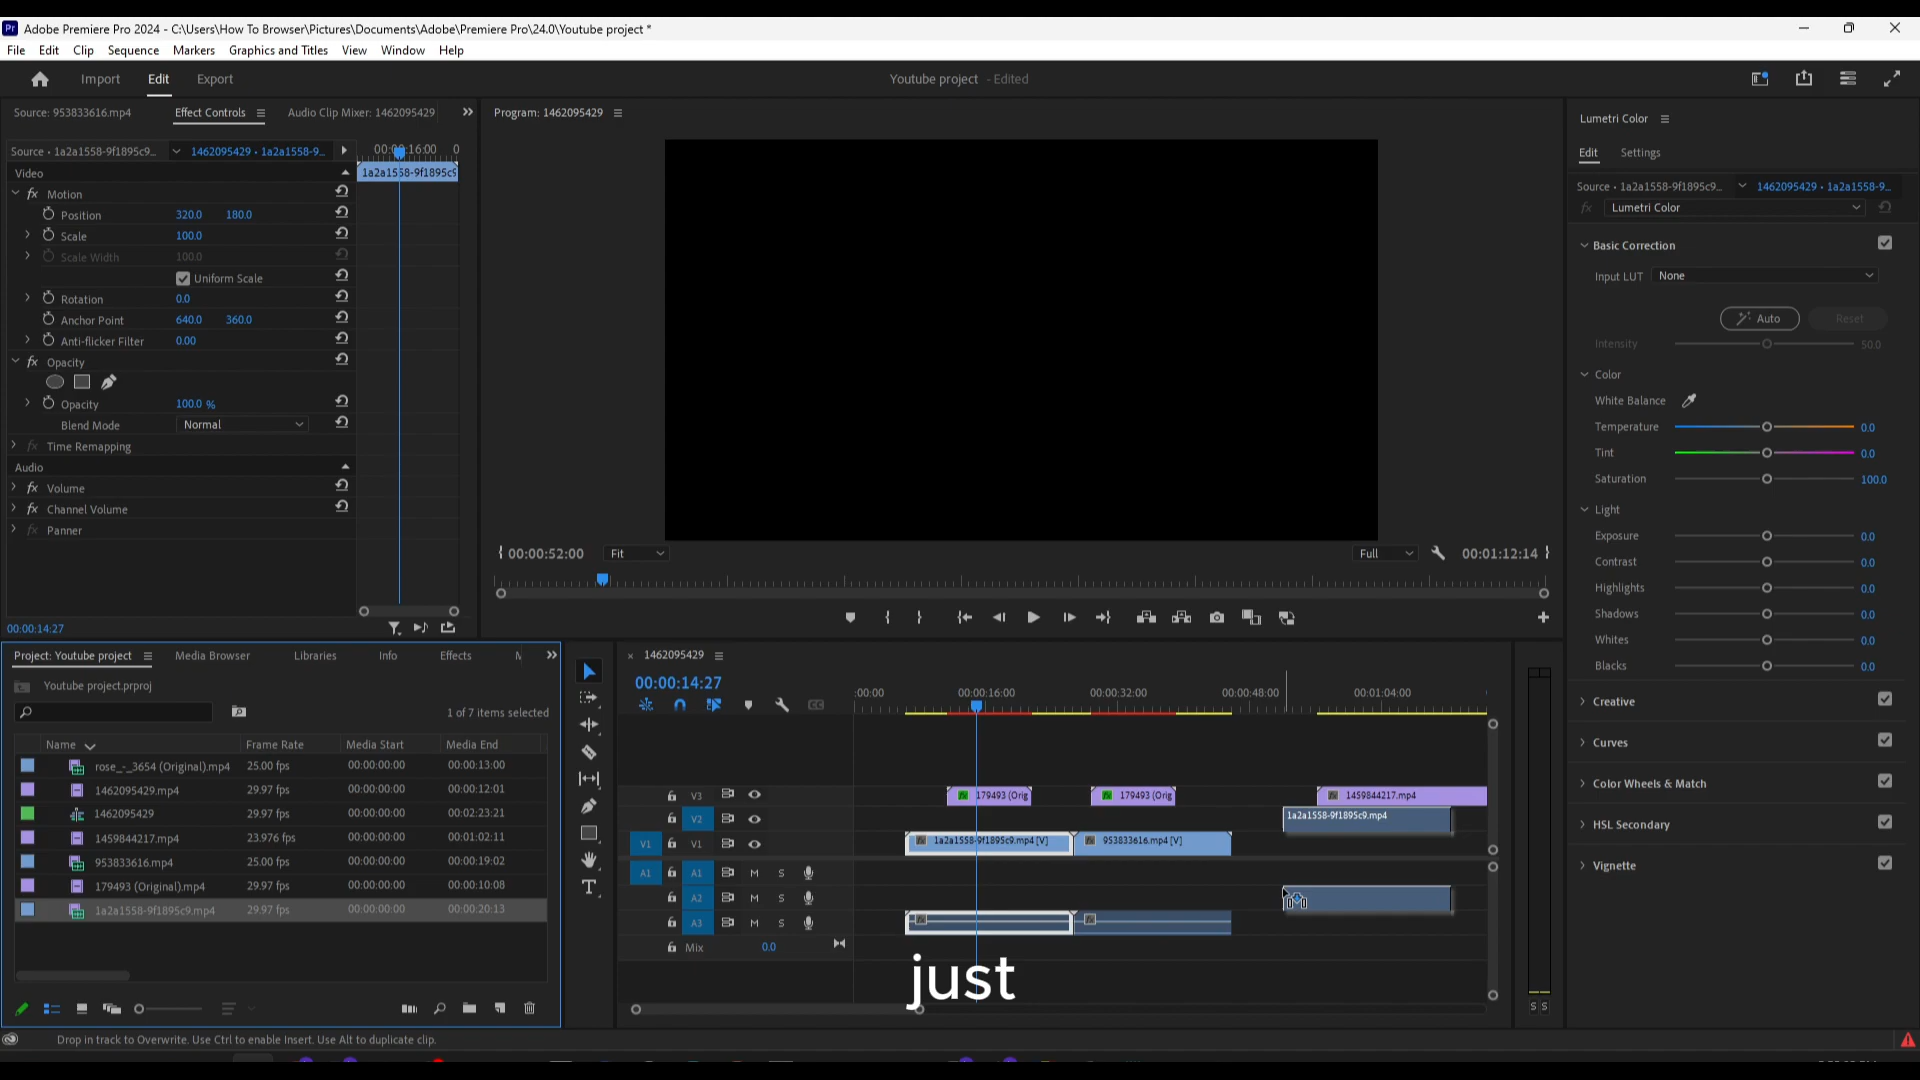 Pr Adobe Premiere Pro 2024 - C:\Users\How To Browser\Pictures\Documents\Adobe\Premiere Pro\24.0\Youtube project *
File Edit Clip Sequence Markers Graphics and Titles View Window Help
Import Edit Export
Youtube project - Edited
Source: 953833616.mp4 Effect Controls Audio Clip Mixer: 1462095429
Source • 1a2a1558-9f1895c9... 1462095429 • 1a2a1558-9...
Video
Motion
Position 320.0 180.0
Scale 100.0
Scale Width 100.0
Uniform Scale
Rotation 0.0
Anchor Point 640.0 360.0
Anti-flicker Filter 0.00
Opacity
Opacity 100.0 %
Blend Mode Normal
Time Remapping
Audio
Volume
Channel Volume
Panner
00:00:14:27
1a2a1558-9f1895c9
Program: 1462095429
00:00:52:00 Fit Full 00:01:12:14
Lumetri Color
Edit Settings
Source • 1a2a1558-9f1895c9... 1462095429 • 1a2a1558-9...
fx Lumetri Color
Basic Correction
Input LUT None
Auto Reset
Intensity 50.0
Color
White Balance
Temperature 0.0
Tint 0.0
Saturation 100.0
Light
Exposure 0.0
Contrast 0.0
Highlights 0.0
Shadows 0.0
Whites 0.0
Blacks 0.0
Creative
Curves
Color Wheels & Match
HSL Secondary
Vignette
Project: Youtube project Media Browser Libraries Info Effects
Youtube project.prproj
1 of 7 items selected
Name Frame Rate Media Start Media End
rose_-_3654 (Original).mp4 25.00 fps 00:00:00:00 00:00:13:00
1462095429.mp4 29.97 fps 00:00:00:00 00:00:12:01
1462095429 29.97 fps 00:00:00:00 00:02:23:21
1459844217.mp4 23.976 fps 00:00:00:00 00:01:02:11
953833616.mp4 25.00 fps 00:00:00:00 00:00:19:02
179493 (Original).mp4 29.97 fps 00:00:00:00 00:00:10:08
1a2a1558-9f1895c9.mp4 29.97 fps 00:00:00:00 00:00:20:13
1462095429
00:00:14:27
:00:00 00:00:16:00 00:00:32:00 00:00:48:00 00:01:04:00
V3 179493 (Orig 179493 (Orig 1459844217.mp4
V2 1a2a1558-9f1895c9.mp4
V1 V1 1a2a1558-9f1895c9.mp4 [V] 953833616.mp4 [V]
A1 A1 M S
A2 M S
A3 M S
Mix 0.0
S S
just
Drop in track to Overwrite. Use Ctrl to enable Insert. Use Alt to duplicate clip.